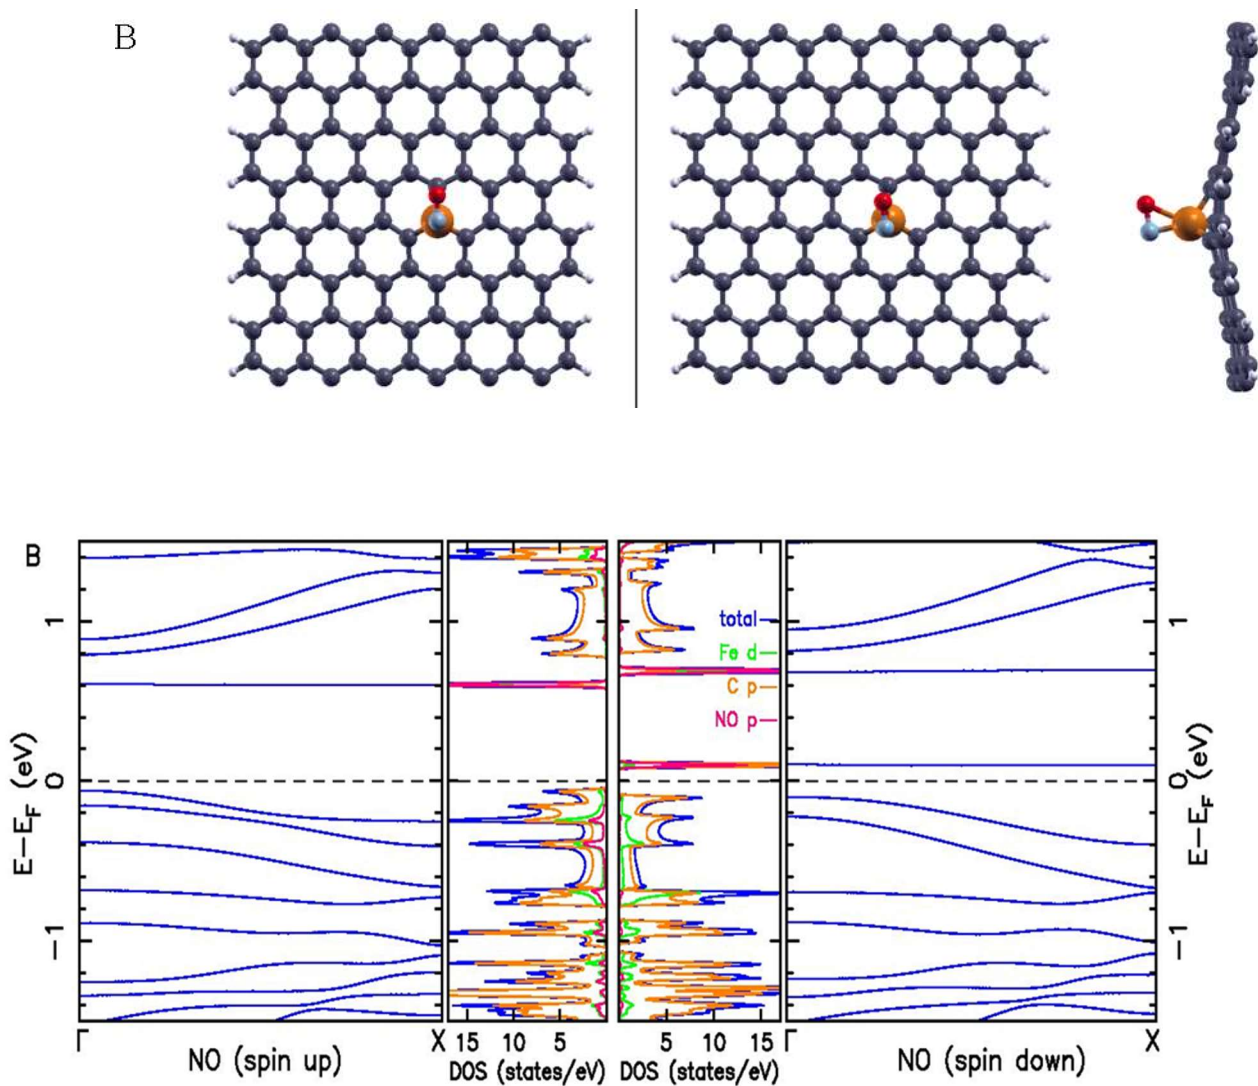 B
B
1
0
−1
E−E_F (eV)
Γ
X
NO (spin up)
15 10 5
DOS (states/eV)
total
Fe d
C p
NO p
5 10 15
DOS (states/eV)
Γ
X
NO (spin down)
1
0
−1
E−E_F (eV)